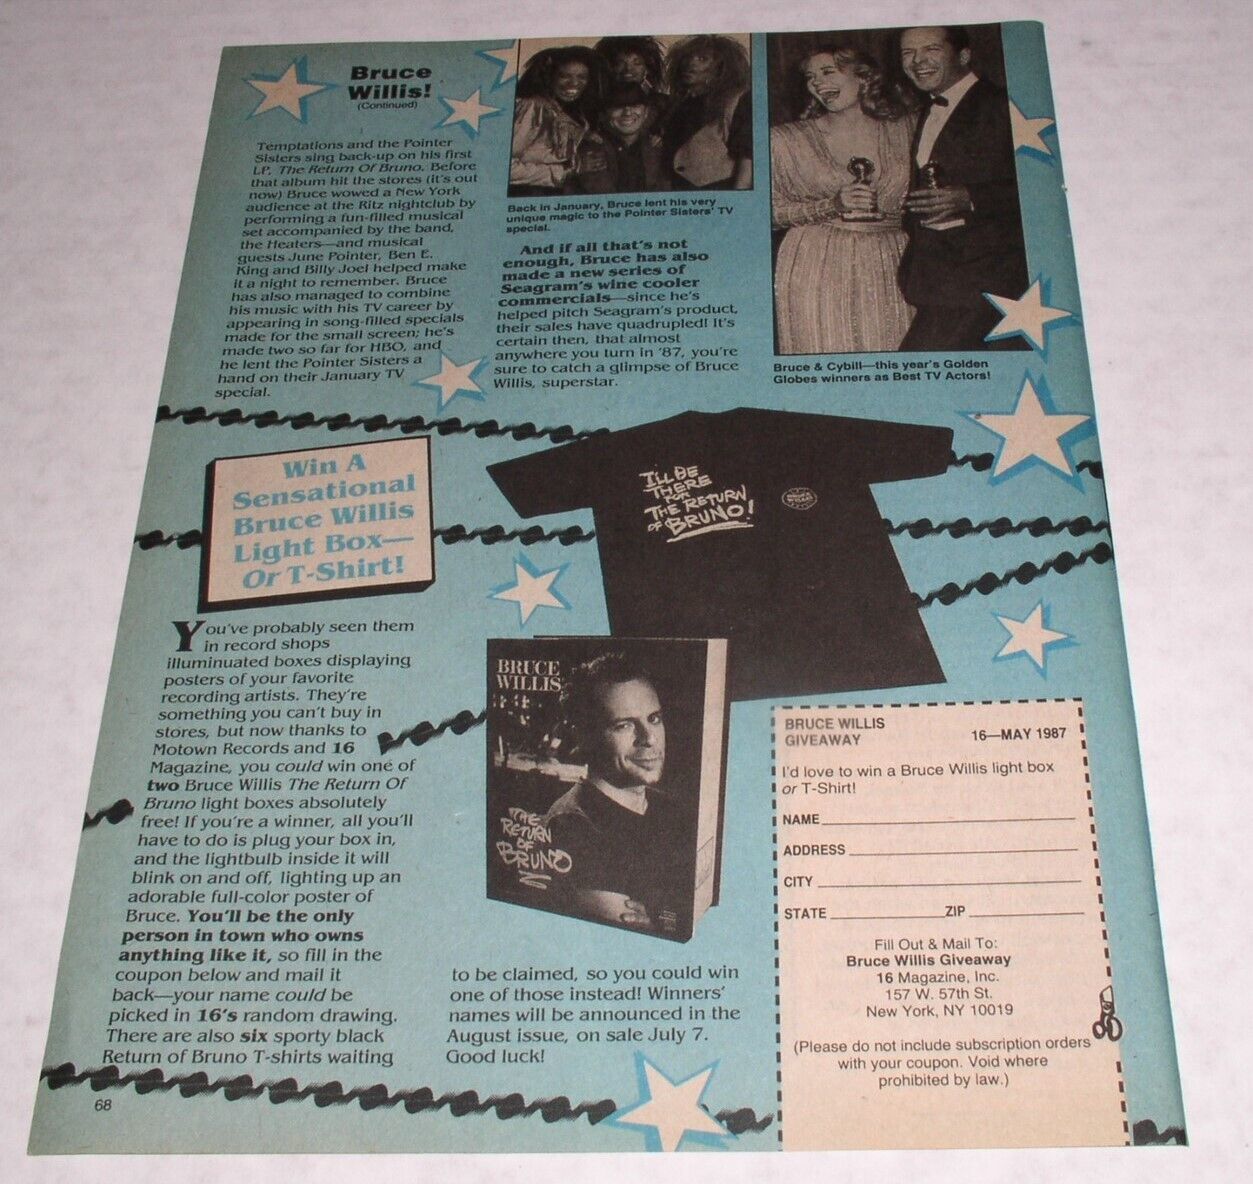 Bruce
Willis!
(Continued)
Temptations and the Pointer
Sisters sing back-up on his first
LP, The Return Of Bruno. Before
that album hit the stores (it's out
now) Bruce wowed a New York
audience at the Ritz nightclub by
performing a fun-filled musical
set accompanied by the band,
the Heaters—and musical
guests June Pointer, Ben E.
King and Billy Joel helped make
it a night to remember. Bruce
has also managed to combine
his music with his TV career by
appearing in song-filled specials
made for the small screen; he's
made two so far for HBO, and
he lent the Pointer Sisters a
hand on their January TV
special.
Back in January, Bruce lent his very
unique magic to the Pointer Sisters' TV
special.
And if all that's not
enough, Bruce has also
made a new series of
Seagram's wine cooler
commercials—since he's
helped pitch Seagram's product,
their sales have quadrupled! It's
certain then, that almost
anywhere you turn in '87, you're
sure to catch a glimpse of Bruce
Willis, superstar.
Bruce & Cybill—this year's Golden
Globes winners as Best TV Actors!
Win A
Sensational
Bruce Willis
Light Box—
Or T-Shirt!
I'LL BE
THERE
FOR
THE RETURN
OF BRUNO!
BRUCE
WILLIS
THE
RETURN
OF
BRUNO
You've probably seen them
in record shops
illuminuated boxes displaying
posters of your favorite
recording artists. They're
something you can't buy in
stores, but now thanks to
Motown Records and 16
Magazine, you could win one of
two Bruce Willis The Return Of
Bruno light boxes absolutely
free! If you're a winner, all you'll
have to do is plug your box in,
and the lightbulb inside it will
blink on and off, lighting up an
adorable full-color poster of
Bruce. You'll be the only
person in town who owns
anything like it, so fill in the
coupon below and mail it
back—your name could be
picked in 16's random drawing.
There are also six sporty black
Return of Bruno T-shirts waiting
to be claimed, so you could win
one of those instead! Winners'
names will be announced in the
August issue, on sale July 7.
Good luck!
BRUCE WILLIS
GIVEAWAY 16—MAY 1987
I'd love to win a Bruce Willis light box
or T-Shirt!
NAME
ADDRESS
CITY
STATE ZIP
Fill Out & Mail To:
Bruce Willis Giveaway
16 Magazine, Inc.
157 W. 57th St.
New York, NY 10019
(Please do not include subscription orders
with your coupon. Void where
prohibited by law.)
68